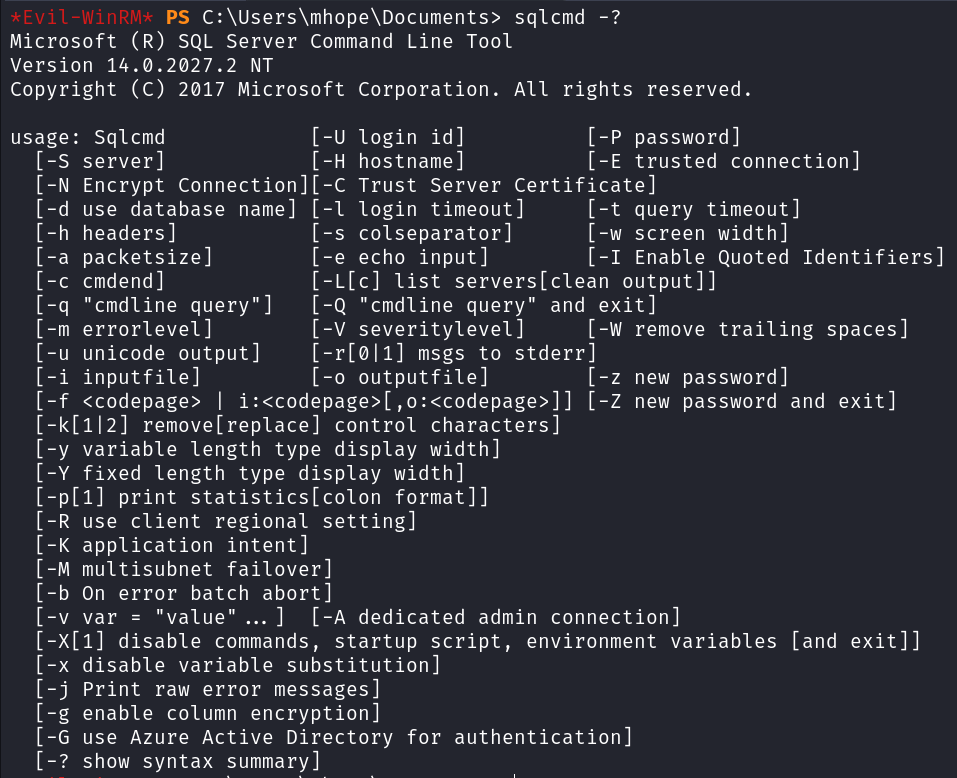 *Evil-WinRM* PS C:\Users\mhope\Documents> sqlcmd -?
Microsoft (R) SQL Server Command Line Tool
Version 14.0.2027.2 NT
Copyright (C) 2017 Microsoft Corporation. All rights reserved.
usage: Sqlcmd            [-U login id]          [-P password]
  [-S server]            [-H hostname]          [-E trusted connection]
  [-N Encrypt Connection][-C Trust Server Certificate]
  [-d use database name] [-l login timeout]     [-t query timeout]
  [-h headers]           [-s colseparator]      [-w screen width]
  [-a packetsize]        [-e echo input]        [-I Enable Quoted Identifiers]
  [-c cmdend]            [-L[c] list servers[clean output]]
  [-q "cmdline query"]   [-Q "cmdline query" and exit]
  [-m errorlevel]        [-V severitylevel]     [-W remove trailing spaces]
  [-u unicode output]    [-r[0|1] msgs to stderr]
  [-i inputfile]         [-o outputfile]        [-z new password]
  [-f <codepage> | i:<codepage>[,o:<codepage>]] [-Z new password and exit]
  [-k[1|2] remove[replace] control characters]
  [-y variable length type display width]
  [-Y fixed length type display width]
  [-p[1] print statistics[colon format]]
  [-R use client regional setting]
  [-K application intent]
  [-M multisubnet failover]
  [-b On error batch abort]
  [-v var = "value"...]  [-A dedicated admin connection]
  [-X[1] disable commands, startup script, environment variables [and exit]]
  [-x disable variable substitution]
  [-j Print raw error messages]
  [-g enable column encryption]
  [-G use Azure Active Directory for authentication]
  [-? show syntax summary]